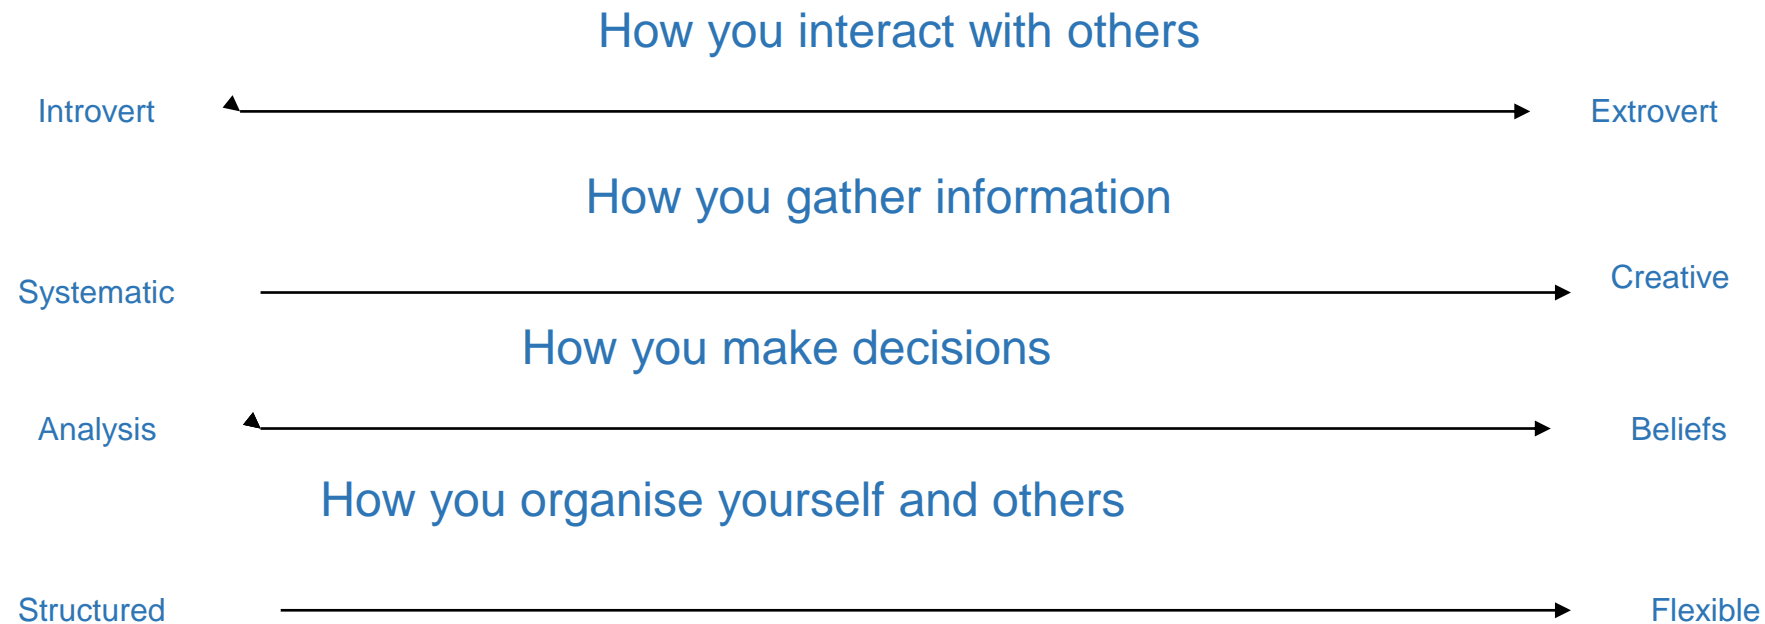 How you interact with others
Introvert Extrovert
How you gather information
Systematic Creative
How you make decisions
Analysis Beliefs
How you organise yourself and others
Structured Flexible